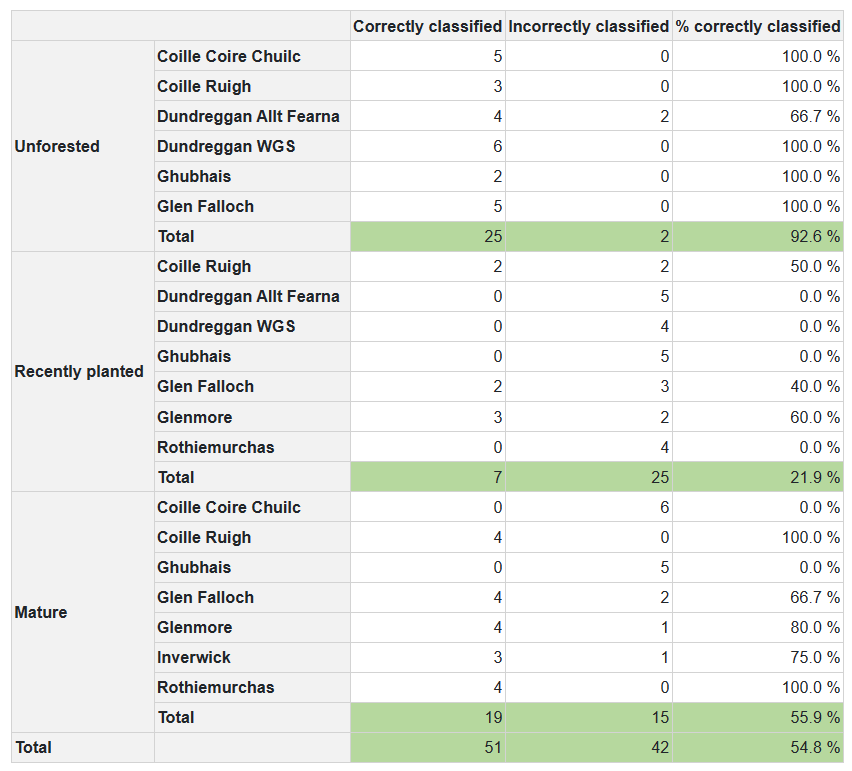 Correctly classified Incorrectly classified % correctly classified
Unforested
Coille Coire Chuilc 5 0 100.0 %
Coille Ruigh 3 0 100.0 %
Dundreggan Allt Fearna 4 2 66.7 %
Dundreggan WGS 6 0 100.0 %
Ghubhais 2 0 100.0 %
Glen Falloch 5 0 100.0 %
Total 25 2 92.6 %
Recently planted
Coille Ruigh 2 2 50.0 %
Dundreggan Allt Fearna 0 5 0.0 %
Dundreggan WGS 0 4 0.0 %
Ghubhais 0 5 0.0 %
Glen Falloch 2 3 40.0 %
Glenmore 3 2 60.0 %
Rothiemurchas 0 4 0.0 %
Total 7 25 21.9 %
Mature
Coille Coire Chuilc 0 6 0.0 %
Coille Ruigh 4 0 100.0 %
Ghubhais 0 5 0.0 %
Glen Falloch 4 2 66.7 %
Glenmore 4 1 80.0 %
Inverwick 3 1 75.0 %
Rothiemurchas 4 0 100.0 %
Total 19 15 55.9 %
Total 51 42 54.8 %